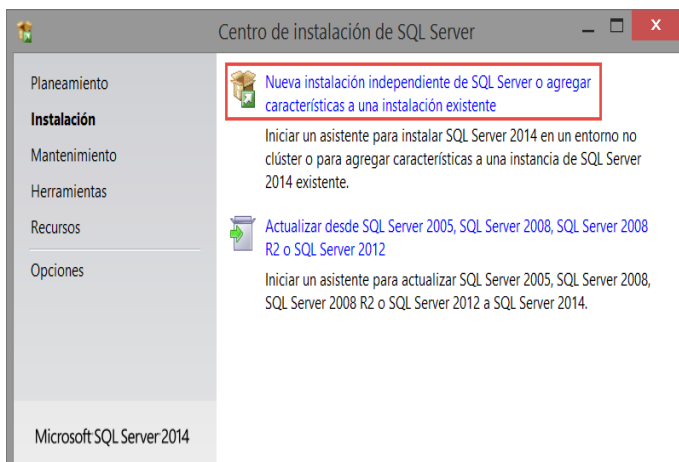 Centro de instalación de SQL Server
Planeamiento
Instalación
Mantenimiento
Herramientas
Recursos
Opciones
Microsoft SQL Server 2014
Nueva instalación independiente de SQL Server o agregar
características a una instalación existente
Iniciar un asistente para instalar SQL Server 2014 en un entorno no
clúster o para agregar características a una instancia de SQL Server
2014 existente.
Actualizar desde SQL Server 2005, SQL Server 2008, SQL Server 2008
R2 o SQL Server 2012
Iniciar un asistente para actualizar SQL Server 2005, SQL Server 2008,
SQL Server 2008 R2 o SQL Server 2012 a SQL Server 2014.